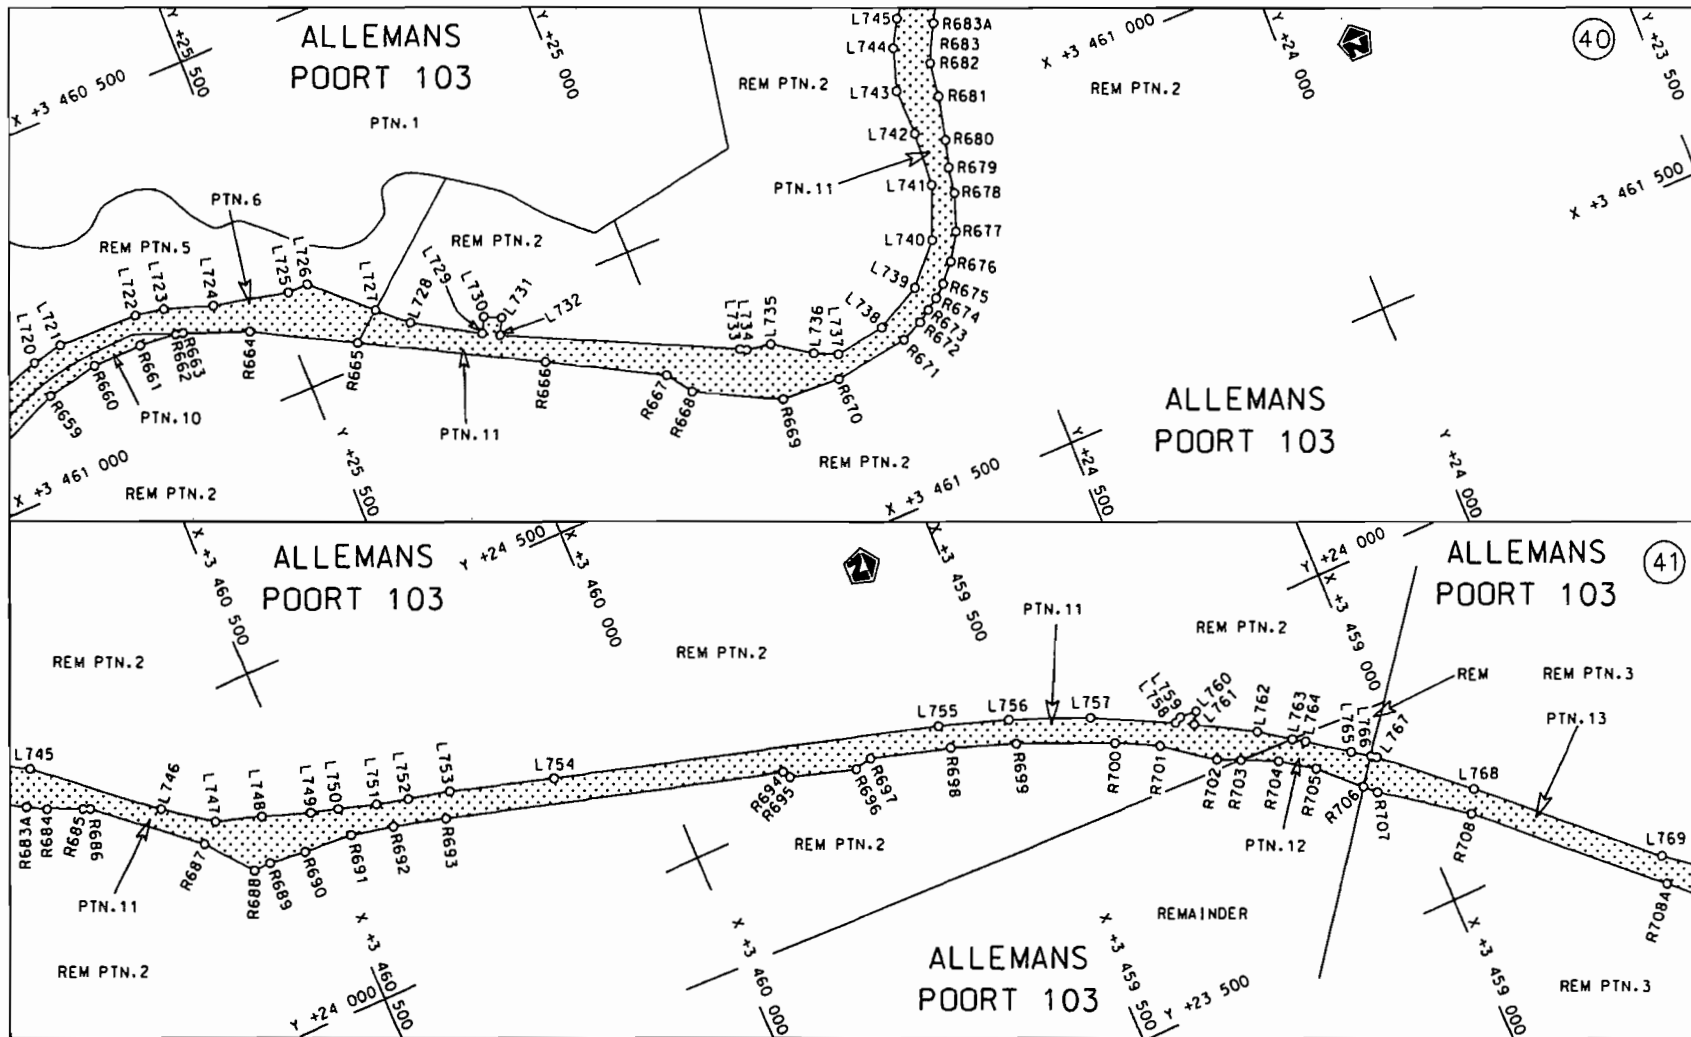 ALLEMANS
POORT 103
PTN.1
REM PTN.2
REM PTN.2
40
Y +25 500
Y +25 000
X +3 460 500
X +3 461 000
Y +24 000
Y +23 500
X +3 461 500
L745
L744
L743
L742
L741
L740
L739
L738
R683A
R683
R682
R681
R680
R679
R678
R677
R676
R675
R674
R673
R672
R671
PTN.11
PTN.6
REM PTN.5
REM PTN.2
L720
L721
L722
L723
L724
L725
L726
L727
L728
L729
L730
L731
L732
L733
L734
L735
L736
L737
R659
R660
R661
R662
R663
R664
R665
R666
R667
R668
R669
R670
PTN.10
PTN.11
X +3 461 000
REM PTN.2
Y +25 500
REM PTN.2
X +3 461 500
Y +24 500
Y +24 000
ALLEMANS
POORT 103
ALLEMANS
POORT 103
X +3 460 500
Y +24 500
X +3 460 000
X +3 459 500
Y +24 000
X +3 459 000
ALLEMANS
POORT 103
41
REM PTN.2
REM PTN.2
PTN.11
REM PTN.2
REM
REM PTN.3
PTN.13
L745
L746
L747
L748
L749
L750
L751
L752
L753
L754
L755
L756
L757
L758
L759
L760
L761
L762
L763
L764
L765
L766
L767
L768
L769
R683A
R684
R685
R686
R687
R688
R689
R690
R691
R692
R693
R694
R695
R696
R697
R698
R699
R700
R701
R702
R703
R704
R705
R706
R707
R708
R708A
PTN.11
REM PTN.2
PTN.12
REM PTN.2
REMAINDER
REM PTN.3
Y +24 000
X +3 460 500
X +3 460 000
X +3 459 500
Y +23 500
X +3 459 000
ALLEMANS
POORT 103